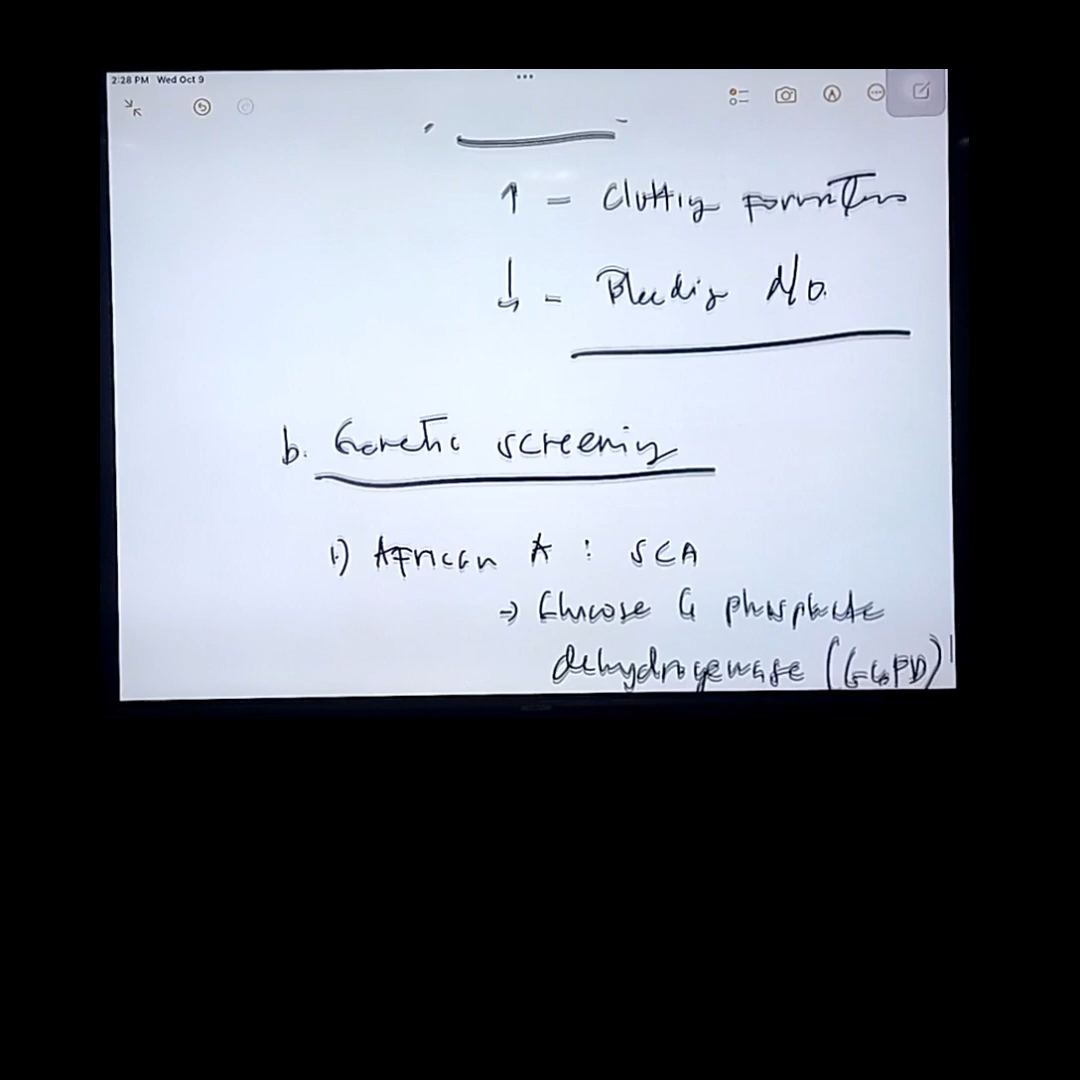 2:28 PM Wed Oct 9
↑ = Clotting formation
↓ = Bleeding d/o.
b. Genetic screening
1) African A : SCA
⇒ Glucose 6 phosphate
dehydrogenase (G6PD)